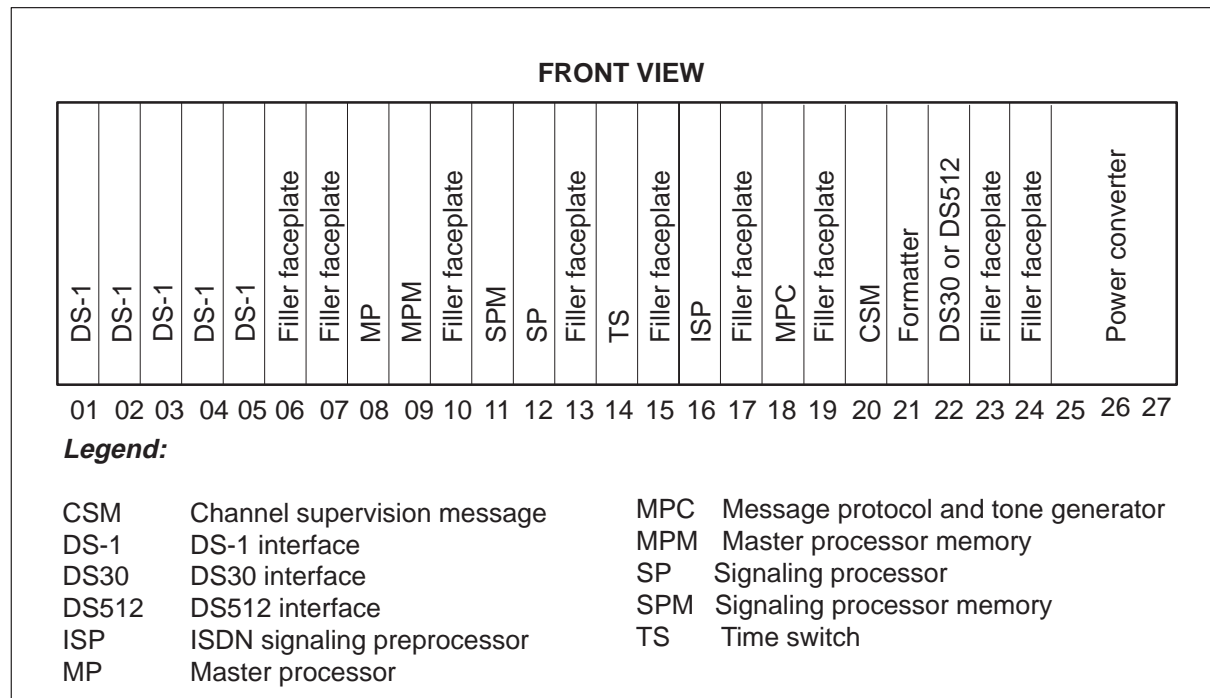 FRONT VIEW
DS-1
DS-1
DS-1
DS-1
DS-1
Filler faceplate
Filler faceplate
MP
MPM
Filler faceplate
SPM
SP
Filler faceplate
TS
Filler faceplate
ISP
Filler faceplate
MPC
Filler faceplate
CSM
Formatter
DS30 or DS512
Filler faceplate
Filler faceplate
Power converter
01 02 03 04 05 06 07 08 09 10 11 12 13 14 15 16 17 18 19 20 21 22 23 24 25 26 27
Legend:
CSM Channel supervision message
DS-1 DS-1 interface
DS30 DS30 interface
DS512 DS512 interface
ISP ISDN signaling preprocessor
MP Master processor
MPC Message protocol and tone generator
MPM Master processor memory
SP Signaling processor
SPM Signaling processor memory
TS Time switch